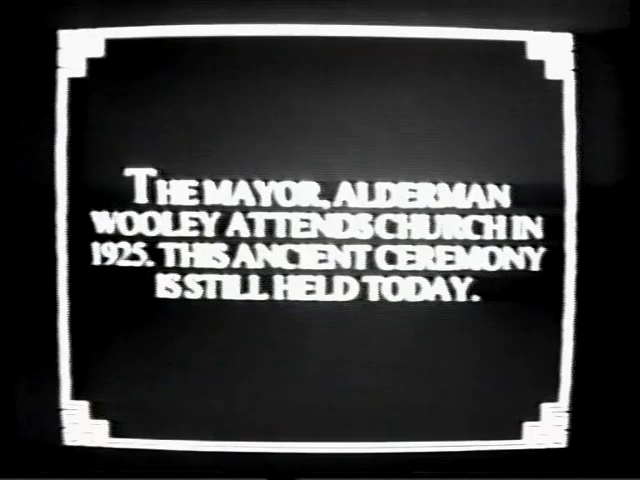 THE MAYOR, ALDERMAN
WOOLEY ATTENDS CHURCH IN
1925. THIS ANCIENT CEREMONY
IS STILL HELD TODAY.